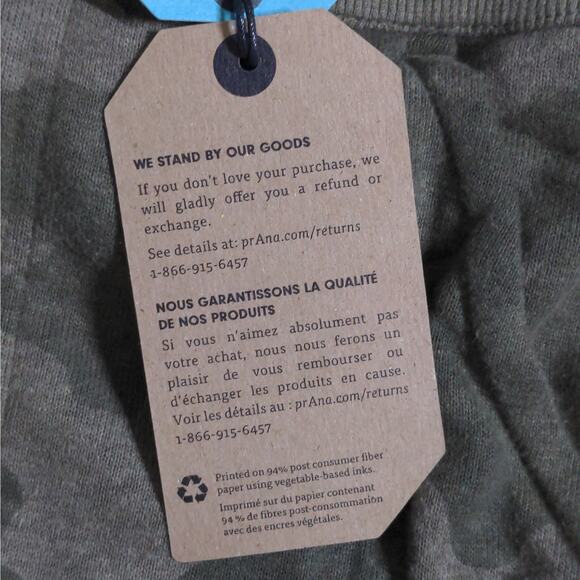 WE STAND BY OUR GOODS
If you don't love your purchase, we
will gladly offer you a refund or
exchange.
See details at: prAna.com/returns
1-866-915-6457
NOUS GARANTISSONS LA QUALITÉ
DE NOS PRODUITS
Si vous n'aimez absolument pas
votre achat, nous nous ferons un
plaisir de vous rembourser ou
d'échanger les produits en cause.
Voir les détails au : prAna.com/returns
1-866-915-6457
Printed on 94% post consumer fiber
paper using vegetable-based inks.
Imprimé sur du papier contenant
94 % de fibres post-consommation
avec des encres végétales.